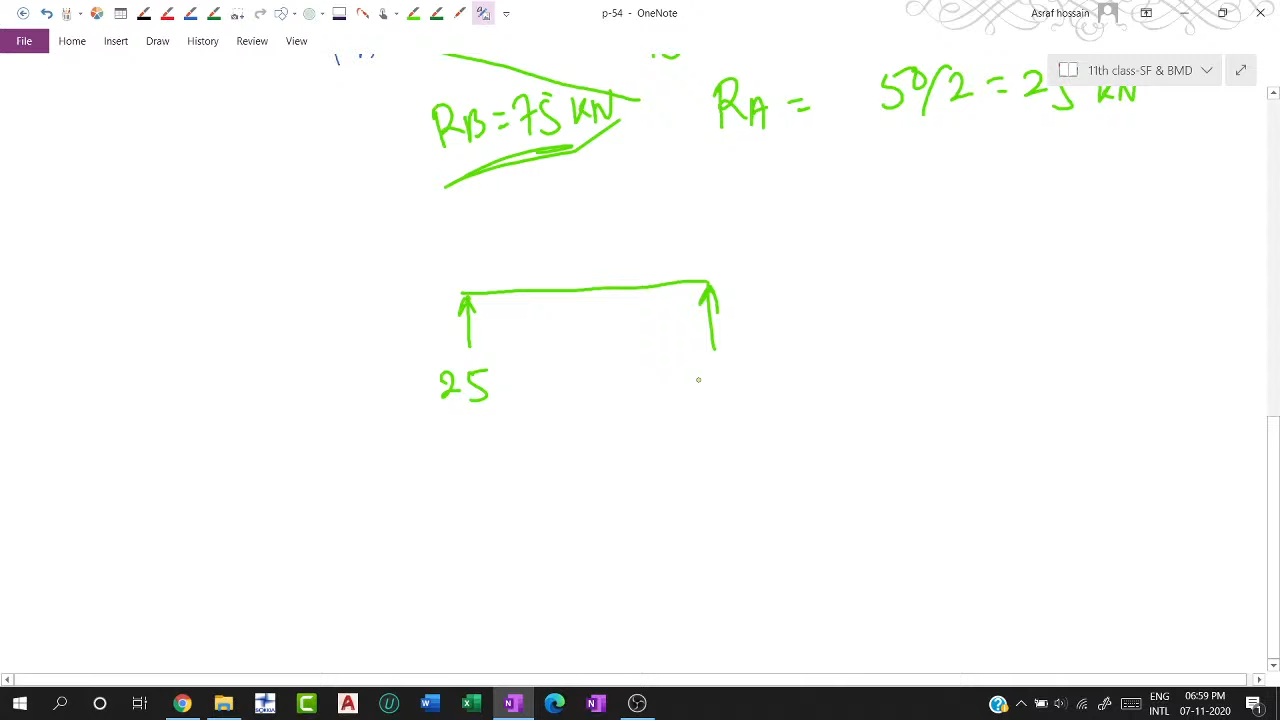 p-54 - OneNote
Asraf hossain
File Home Insert Draw History Review View
11th class-SF & BMD
RB = 75 KN
RA = 50/2 = 25 KN
25
ENG
INTL
06:59 PM
07-11-2020